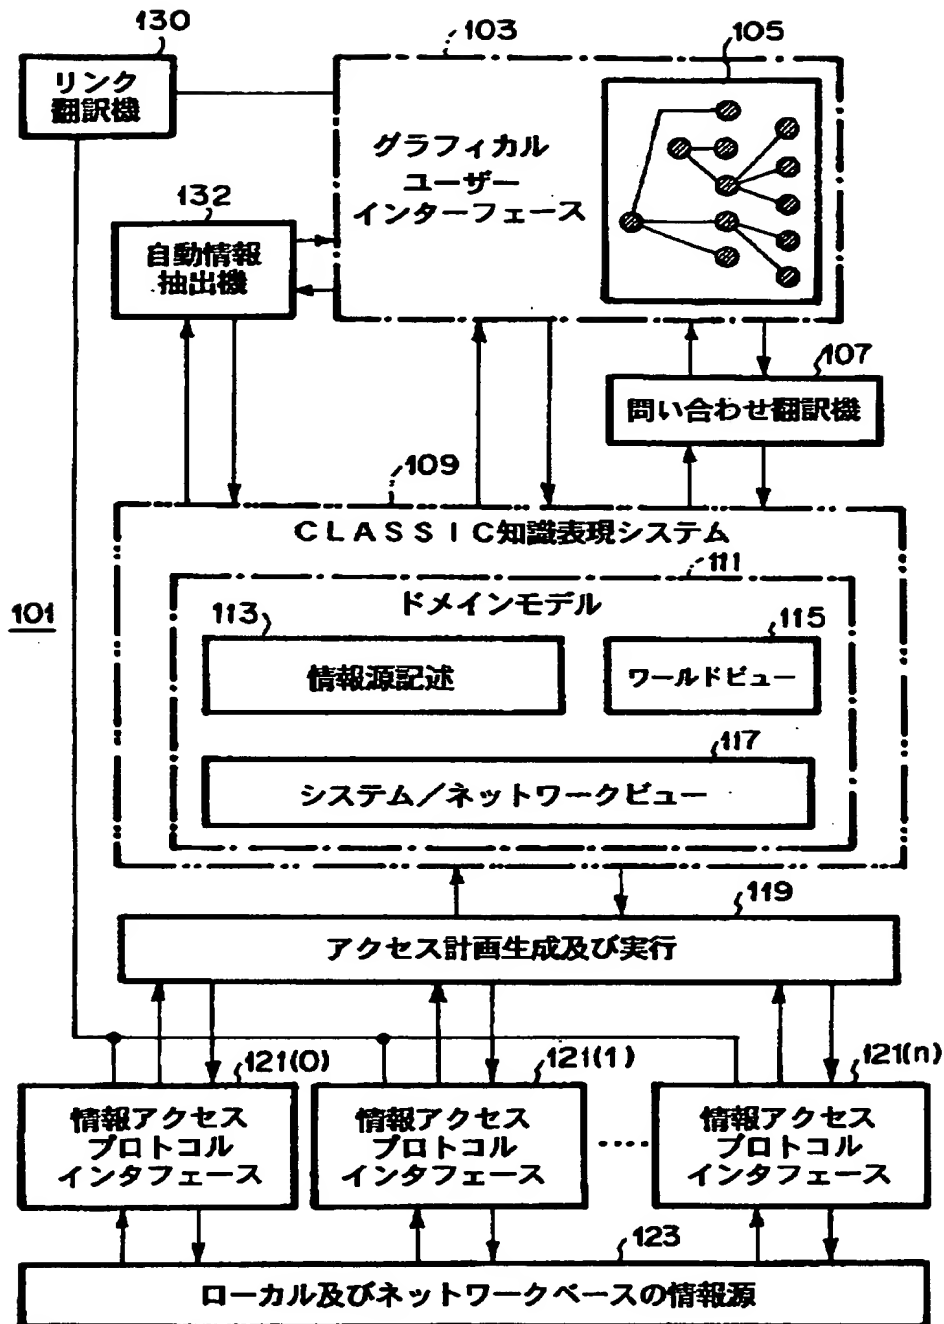 130
103
105
リンク
翻訳機
グラフィカル
ユーザー
インターフェース
132
自動情報
抽出機
107
問い合わせ翻訳機
109
CLASSIC知識表現システム
111
ドメインモデル
101
113
115
情報源記述
ワールドビュー
117
システム/ネットワークビュー
119
アクセス計画生成及び実行
121(0)
121(1)
121(n)
情報アクセス
プロトコル
インタフェース
情報アクセス
プロトコル
インタフェース
情報アクセス
プロトコル
インタフェース
123
ローカル及びネットワークベースの情報源